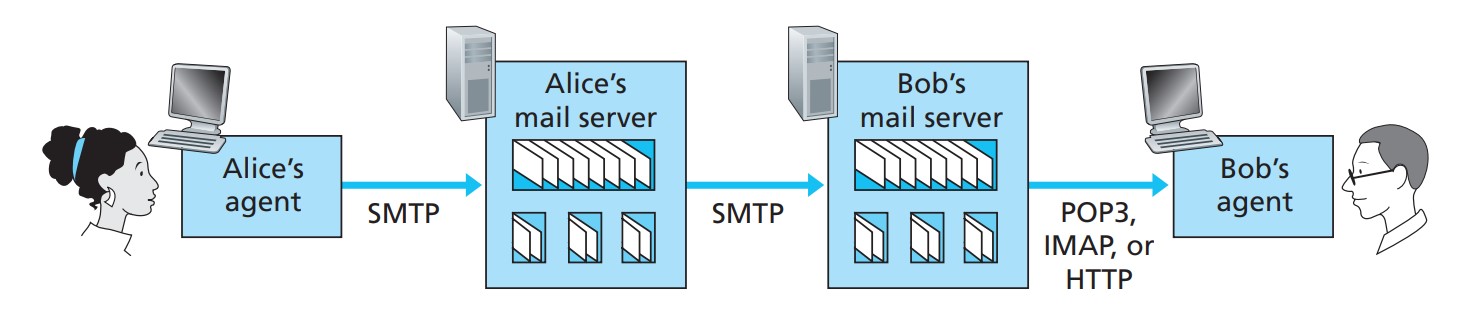 Alice's
agent
SMTP
Alice's
mail server
SMTP
Bob's
mail server
POP3,
IMAP, or
HTTP
Bob's
agent